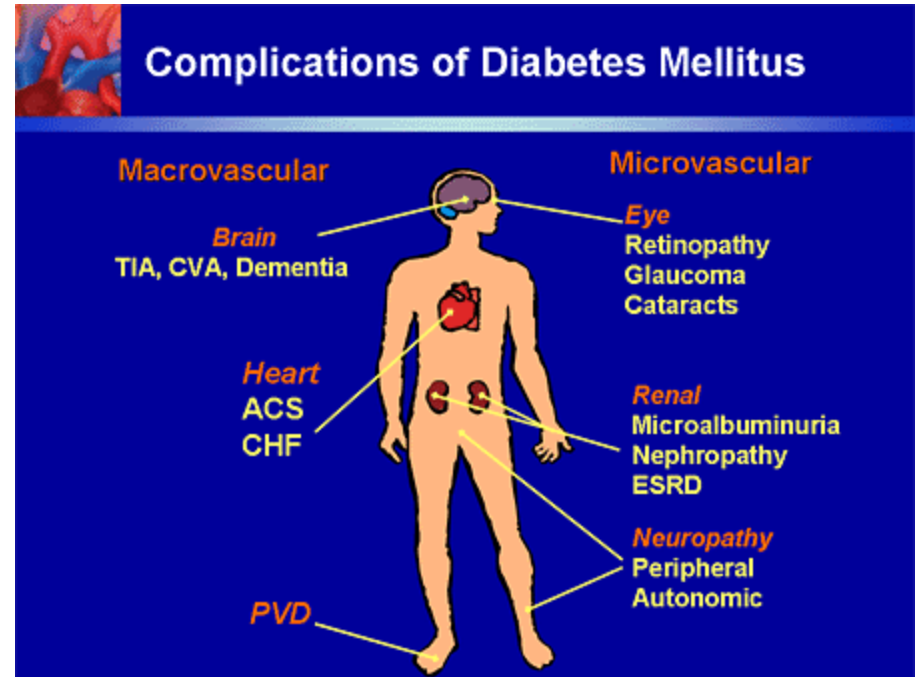 Complications of Diabetes Mellitus
Macrovascular
Brain
TIA, CVA, Dementia
Heart
ACS
CHF
PVD
Microvascular
Eye
Retinopathy
Glaucoma
Cataracts
Renal
Microalbuminuria
Nephropathy
ESRD
Neuropathy
Peripheral
Autonomic